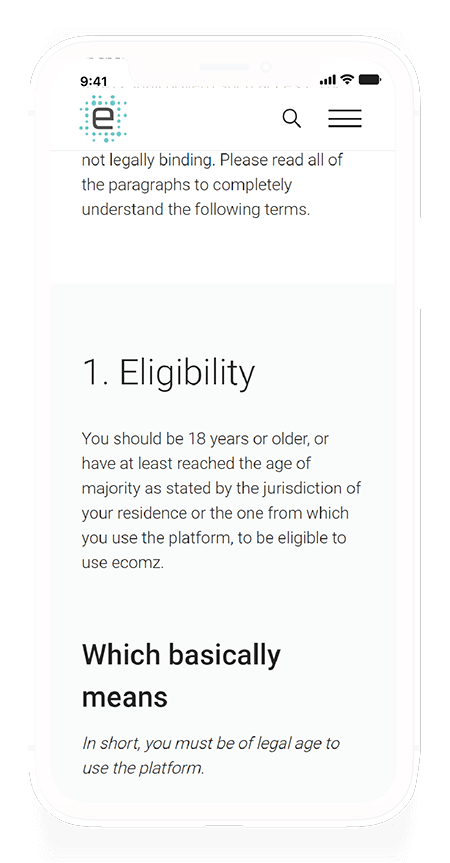 9:41
e
not legally binding. Please read all of
the paragraphs to completely
understand the following terms.
1. Eligibility
You should be 18 years or older, or
have at least reached the age of
majority as stated by the jurisdiction of
your residence or the one from which
you use the platform, to be eligible to
use ecomz.
Which basically
means
In short, you must be of legal age to
use the platform.